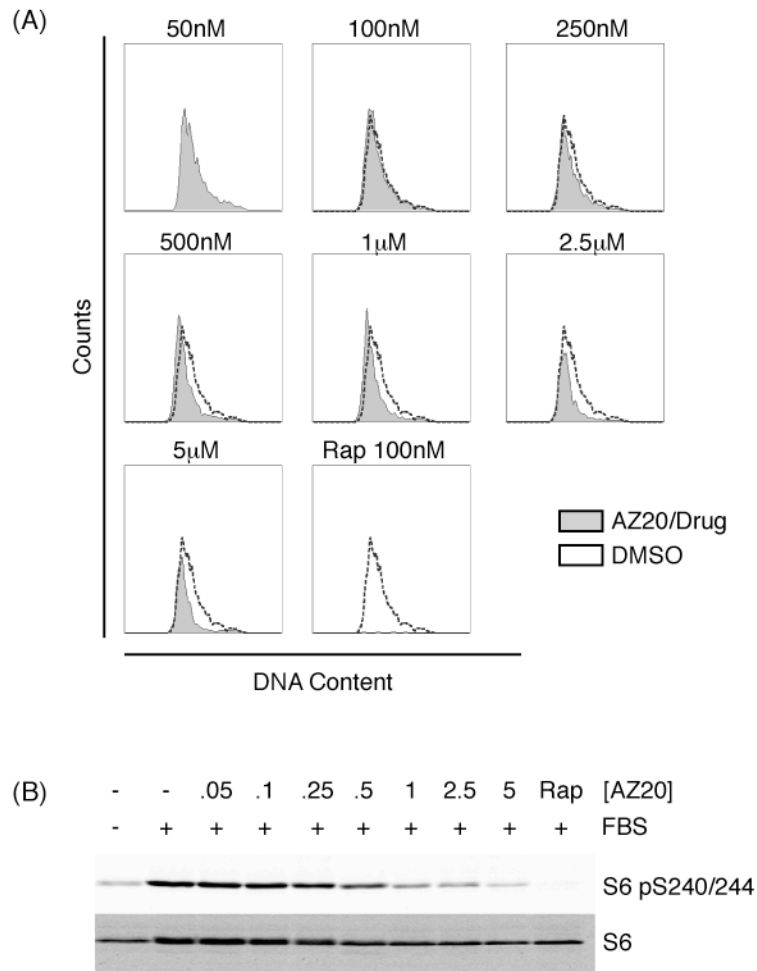 (A)
50nM 100nM 250nM
500nM 1μM 2.5μM
Counts
5μM Rap 100nM
AZ20/Drug
DMSO
DNA Content
(B)
- - .05 .1 .25 .5 1 2.5 5 Rap [AZ20]
- + + + + + + + + + FBS
S6 pS240/244
S6